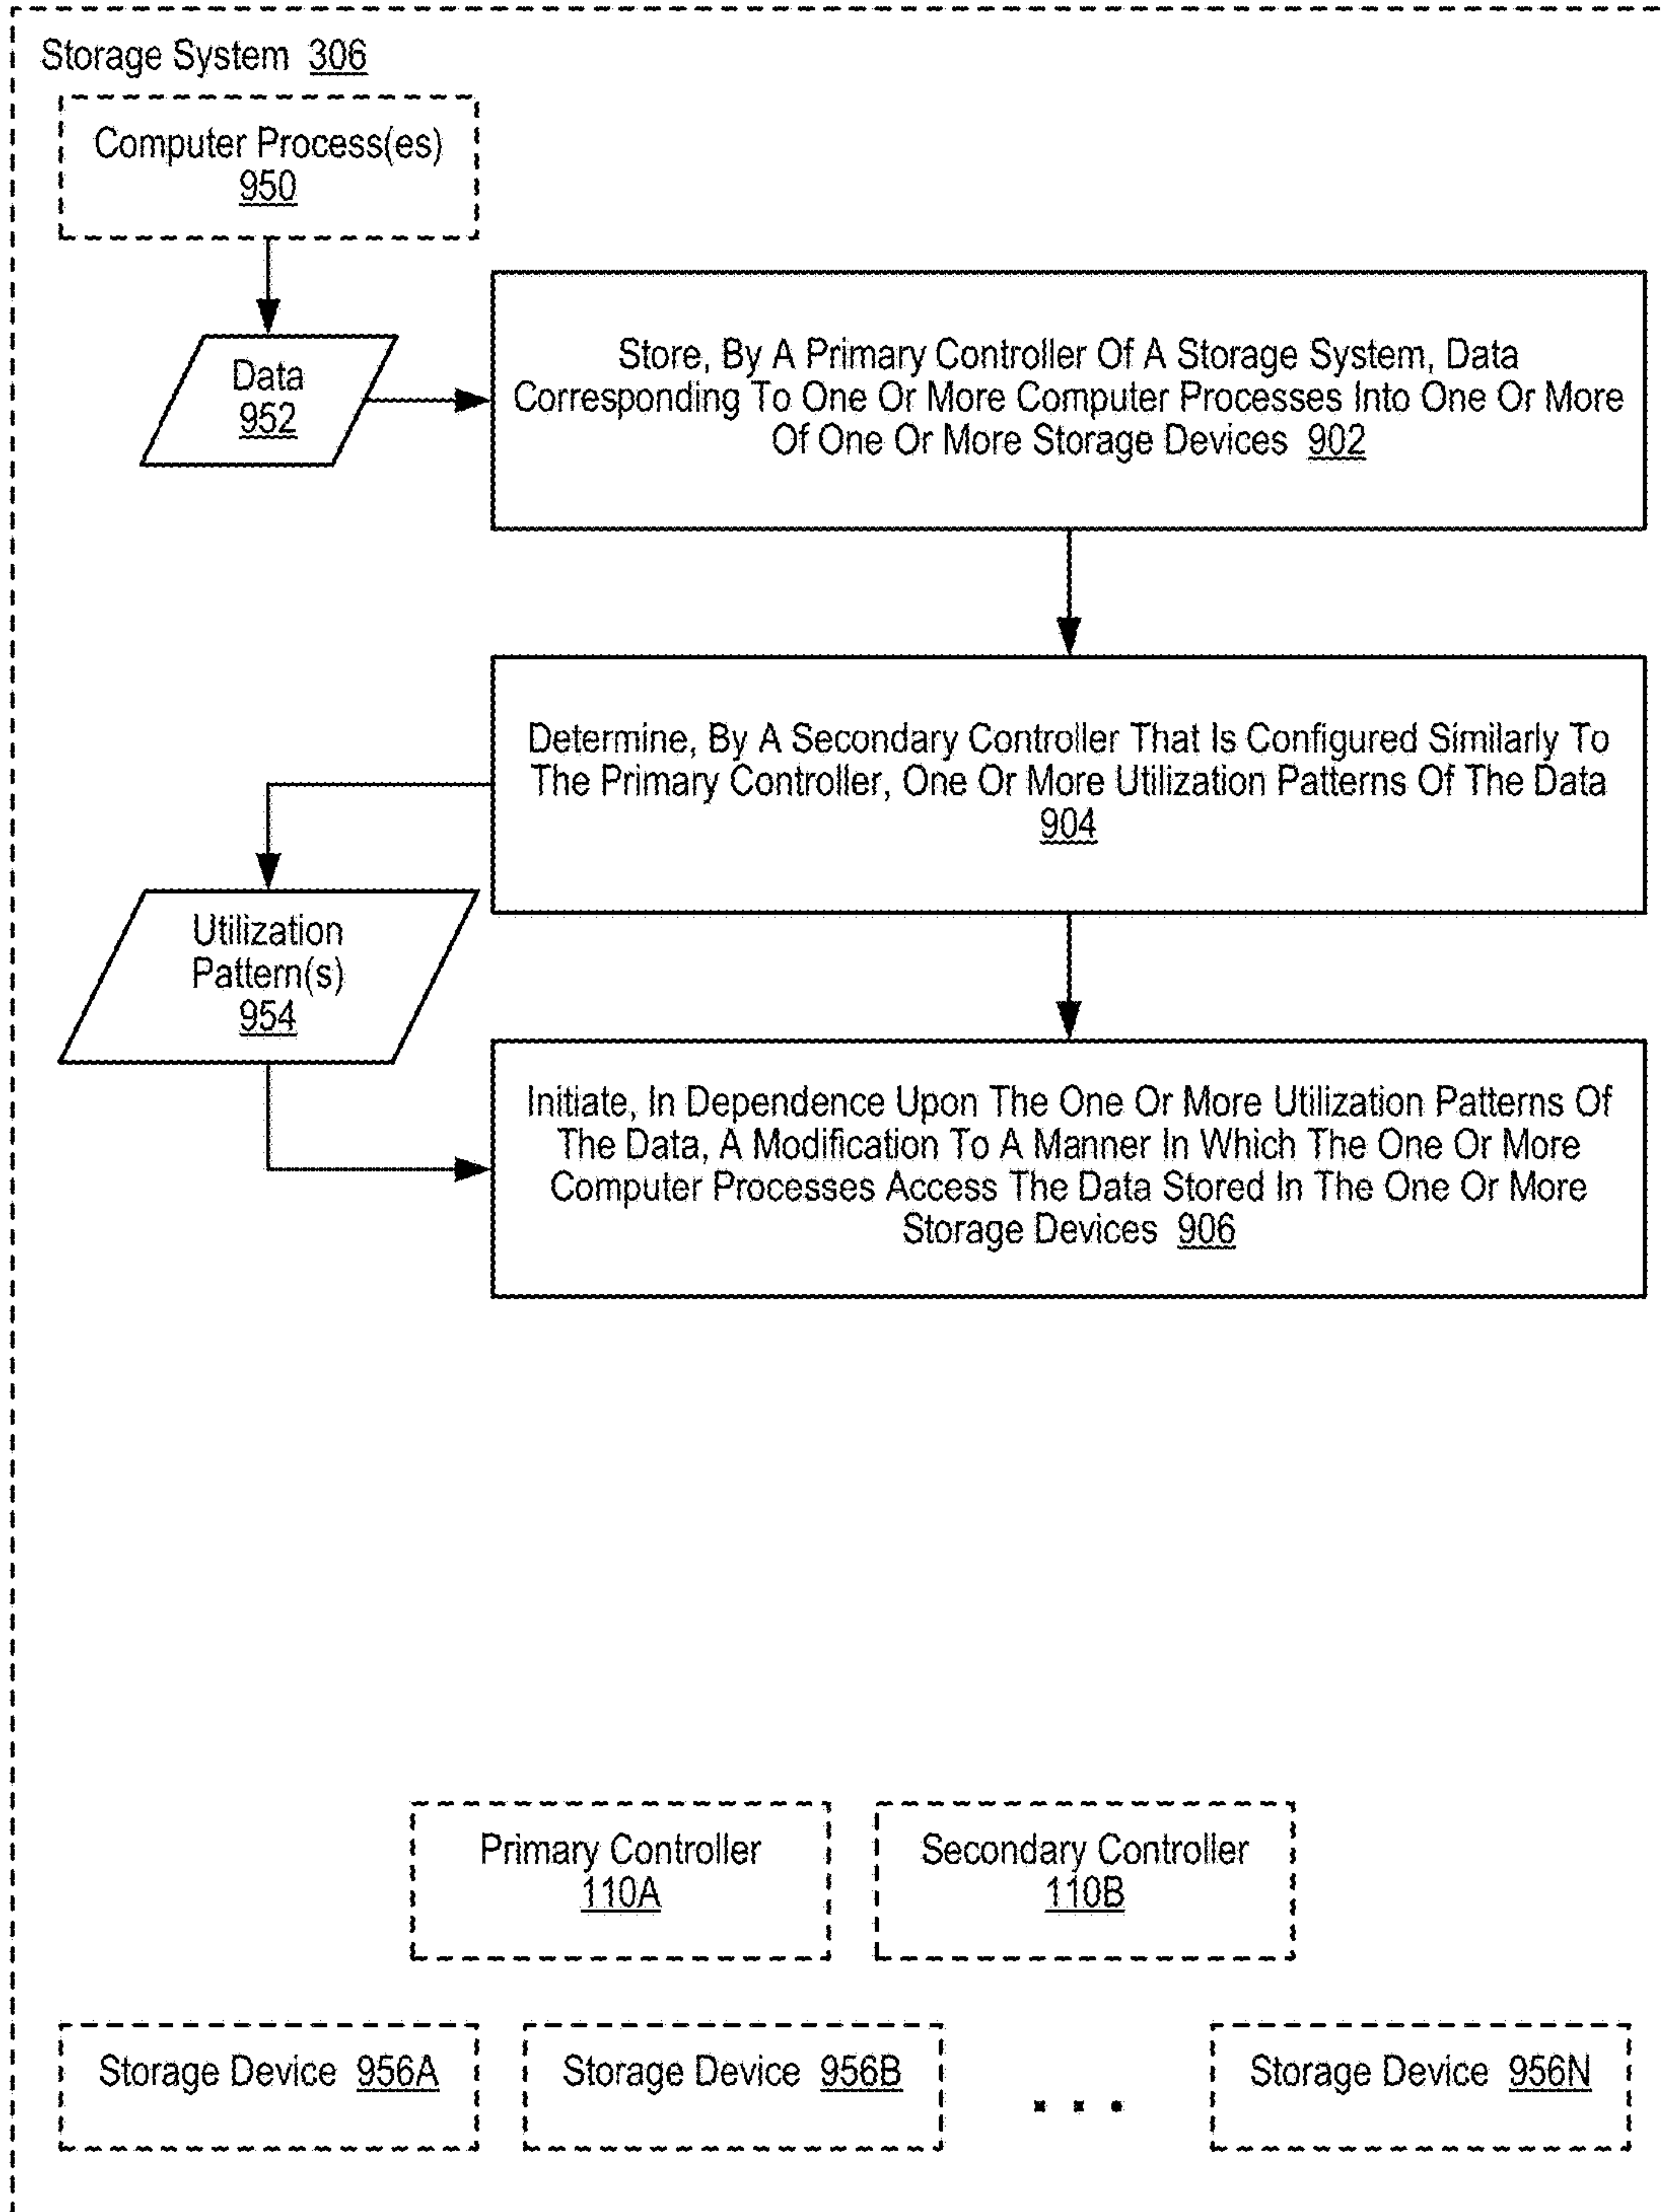 Storage System 306
Computer Process(es)
950
Data
952
Store, By A Primary Controller Of A Storage System, Data
Corresponding To One Or More Computer Processes Into One Or More
Of One Or More Storage Devices 902
Determine, By A Secondary Controller That Is Configured Similarly To
The Primary Controller, One Or More Utilization Patterns Of The Data
904
Utilization
Pattern(s)
954
Initiate, In Dependence Upon The One Or More Utilization Patterns Of
The Data, A Modification To A Manner In Which The One Or More
Computer Processes Access The Data Stored In The One Or More
Storage Devices 906
Primary Controller
110A
Secondary Controller
110B
Storage Device 956A
Storage Device 956B
. . .
Storage Device 956N